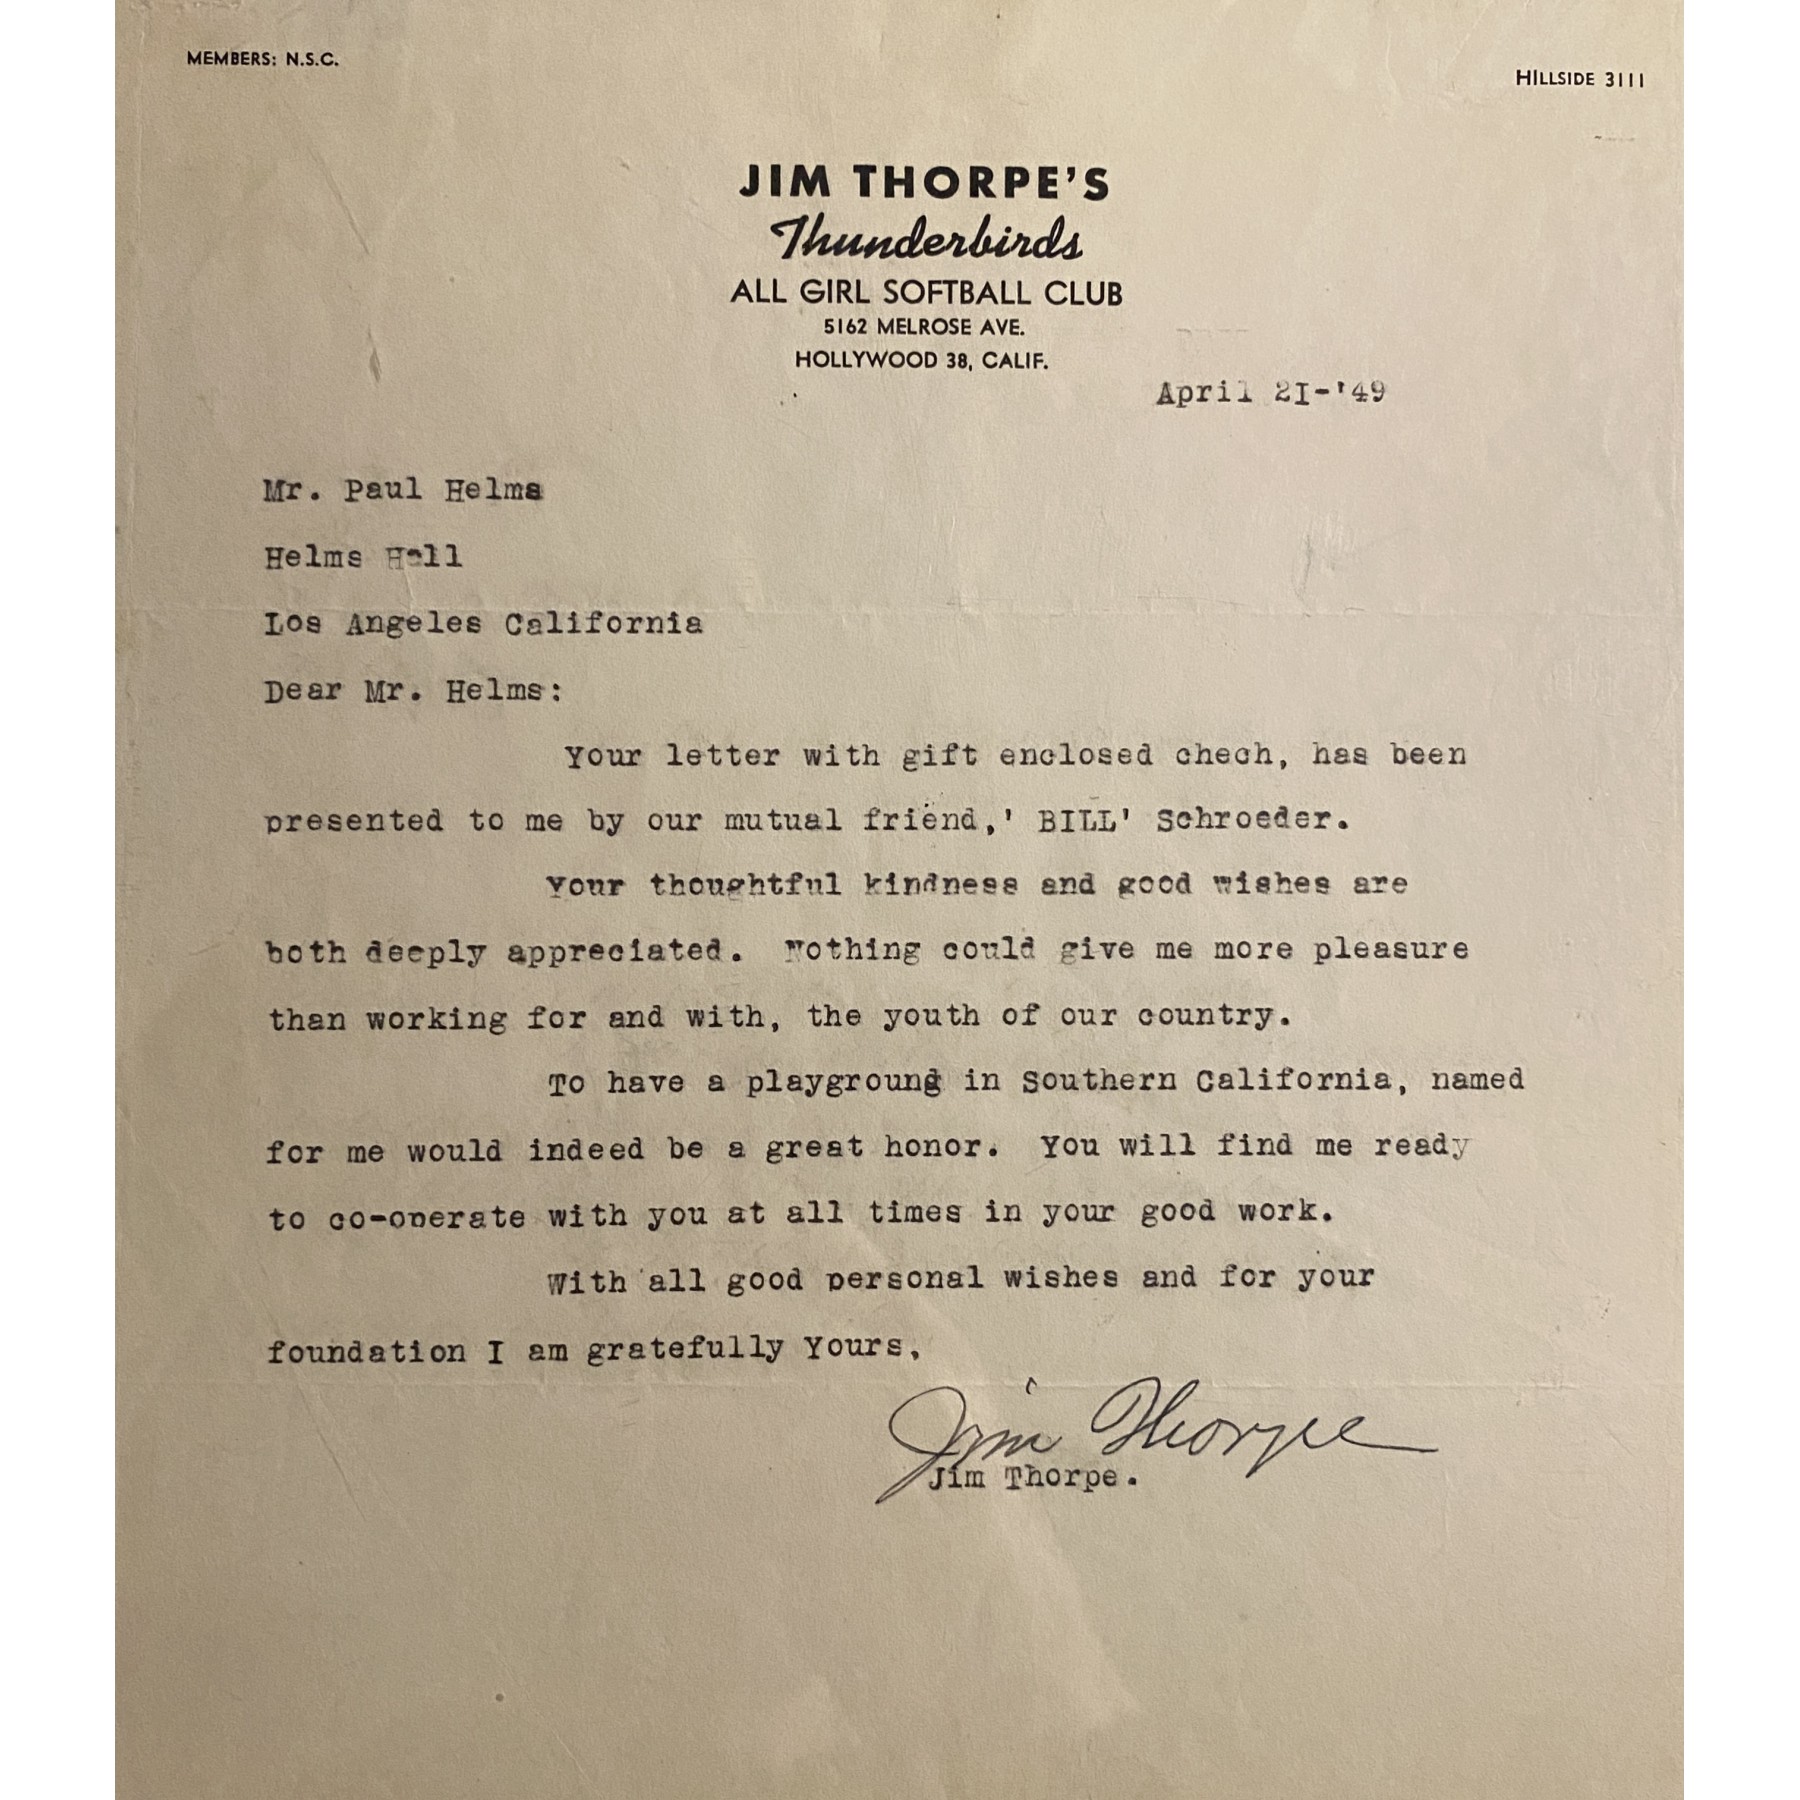 MEMBERS: N.S.C.
HILLSIDE 3111
JIM THORPE'S
Thunderbirds
ALL GIRL SOFTBALL CLUB
5162 MELROSE AVE.
HOLLYWOOD 38, CALIF.
April 2I-'49
Mr. Paul Helms
Helms Hall
Los Angeles California
Dear Mr. Helms:
Your letter with gift enclosed chech, has been
presented to me by our mutual friend,' BILL' Schroeder.
Your thoughtful kindness and good wishes are
both deeply appreciated. Nothing could give me more pleasure
than working for and with, the youth of our country.
To have a playground in Southern California, named
for me would indeed be a great honor. You will find me ready
to co-operate with you at all times in your good work.
With all good personal wishes and for your
foundation I am gratefully Yours,
Jim Thorpe
Jim Thorpe.